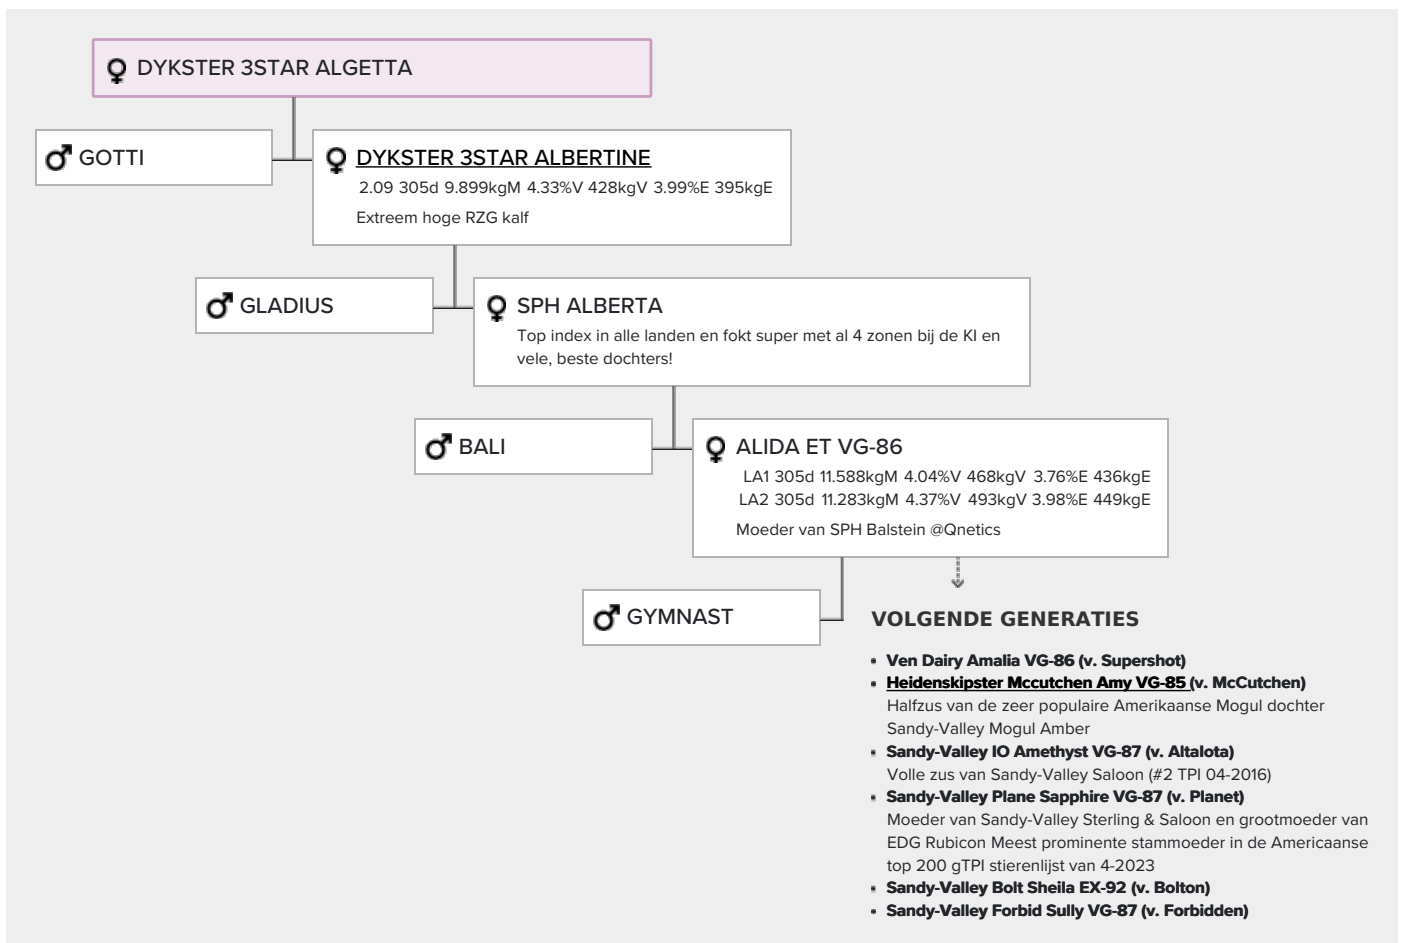 DYKSTER 3STAR ALGETTA
GOTTI
DYKSTER 3STAR ALBERTINE
2.09 305d 9.899kgM 4.33%V 428kgV 3.99%E 395kgE
Extreem hoge RZG kalf
GLADIUS
SPH ALBERTA
Top index in alle landen en fokt super met al 4 zonen bij de KI en
vele, beste dochters!
BALI
ALIDA ET VG-86
LA1 305d 11.588kgM 4.04%V 468kgV 3.76%E 436kgE
LA2 305d 11.283kgM 4.37%V 493kgV 3.98%E 449kgE
Moeder van SPH Balstein @Qnetics
GYMNAST
VOLGENDE GENERATIES
Ven Dairy Amalia VG-86 (v. Supershot)
Heidenskipster Mccutchen Amy VG-85 (v. McCutchen)
Halfzus van de zeer populaire Amerikaanse Mogul dochter
Sandy-Valley Mogul Amber
Sandy-Valley IO Amethyst VG-87 (v. AltaIota)
Volle zus van Sandy-Valley Saloon (#2 TPI 04-2016)
Sandy-Valley Plane Sapphire VG-87 (v. Planet)
Moeder van Sandy-Valley Sterling & Saloon en grootmoeder van
EDG Rubicon Meest prominente stammoeder in de Americaanse
top 200 gTPI stierenlijst van 4-2023
Sandy-Valley Bolt Sheila EX-92 (v. Bolton)
Sandy-Valley Forbid Sully VG-87 (v. Forbidden)